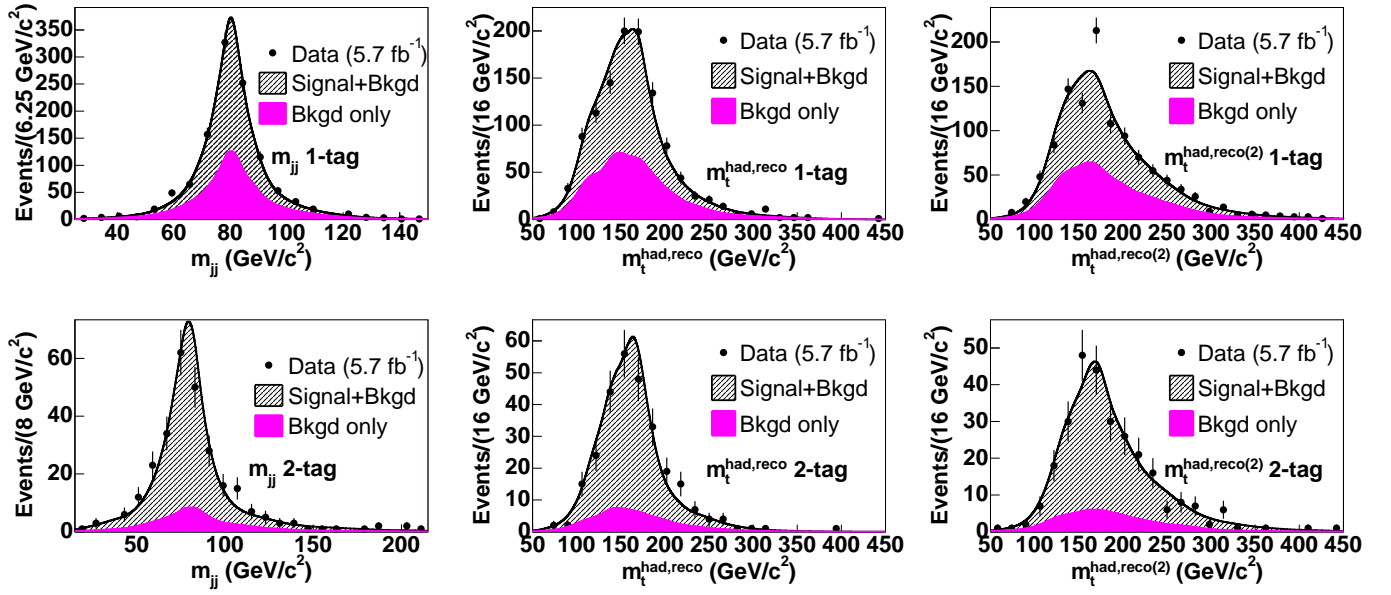 Events/(6.25 GeV/c²)
350
300
250
200
150
100
50
0
Data (5.7 fb⁻¹)
Signal+Bkgd
Bkgd only
m_jj 1-tag
40 60 80 100 120 140
m_jj (GeV/c²)
Events/(16 GeV/c²)
200
150
100
50
0
Data (5.7 fb⁻¹)
Signal+Bkgd
Bkgd only
m_t^had,reco 1-tag
50 100 150 200 250 300 350 400 450
m_t^had,reco (GeV/c²)
Events/(16 GeV/c²)
200
150
100
50
0
Data (5.7 fb⁻¹)
Signal+Bkgd
Bkgd only
m_t^had,reco(2) 1-tag
50 100 150 200 250 300 350 400 450
m_t^had,reco(2) (GeV/c²)
Events/(8 GeV/c²)
60
40
20
0
Data (5.7 fb⁻¹)
Signal+Bkgd
Bkgd only
m_jj 2-tag
50 100 150 200
m_jj (GeV/c²)
Events/(16 GeV/c²)
60
50
40
30
20
10
0
Data (5.7 fb⁻¹)
Signal+Bkgd
Bkgd only
m_t^had,reco 2-tag
50 100 150 200 250 300 350 400 450
m_t^had,reco (GeV/c²)
Events/(16 GeV/c²)
50
40
30
20
10
0
Data (5.7 fb⁻¹)
Signal+Bkgd
Bkgd only
m_t^had,reco(2) 2-tag
50 100 150 200 250 300 350 400 450
m_t^had,reco(2) (GeV/c²)